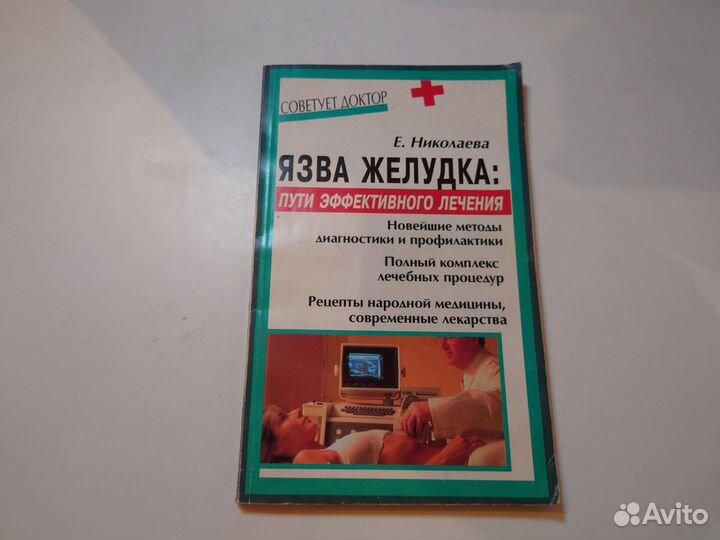 СОВЕТУЕТ ДОКТОР
Е. Николаева
ЯЗВА ЖЕЛУДКА:
ПУТИ ЭФФЕКТИВНОГО ЛЕЧЕНИЯ
Новейшие методы
диагностики и профилактики
Полный комплекс
лечебных процедур
Рецепты народной медицины,
современные лекарства
Avito